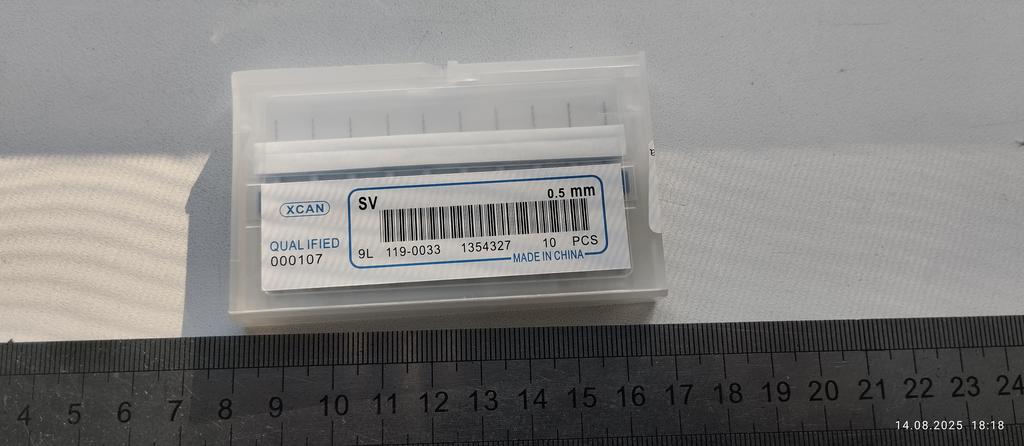 XCAN
QUALIFIED
000107
SV
0.5 mm
9L 119-0033 1354327 10 PCS
MADE IN CHINA
4 5 6 7 8 9 10 11 12 13 14 15 16 17 18 19 20 21 22 23 24
14.08.2025 18:18